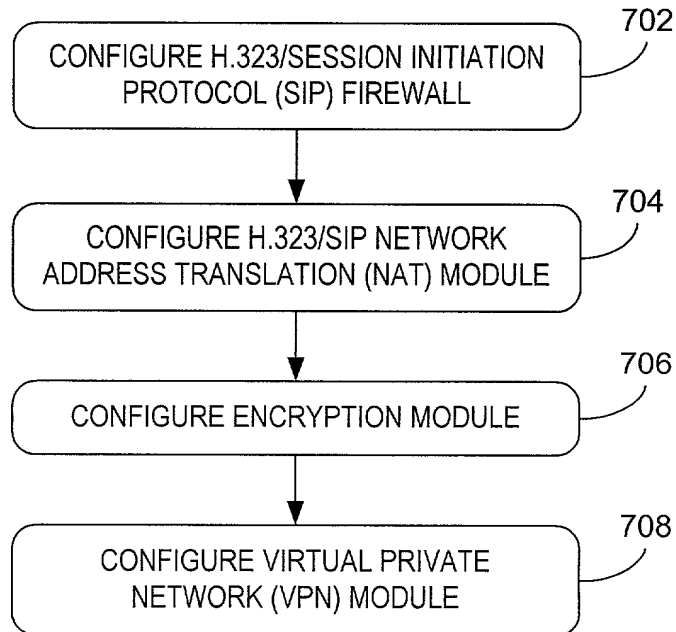 702
CONFIGURE H.323/SESSION INITIATION
PROTOCOL (SIP) FIREWALL
704
CONFIGURE H.323/SIP NETWORK
ADDRESS TRANSLATION (NAT) MODULE
706
CONFIGURE ENCRYPTION MODULE
708
CONFIGURE VIRTUAL PRIVATE
NETWORK (VPN) MODULE